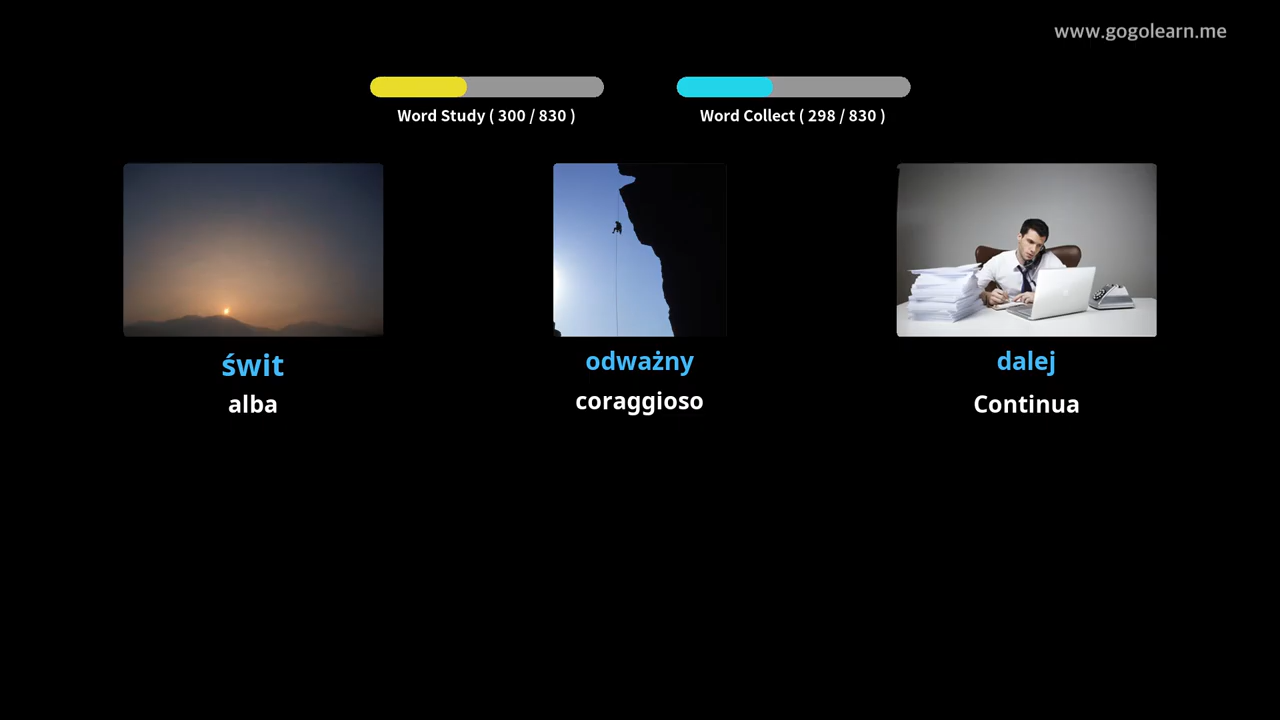 www.gogolearn.me
Word Study ( 300 / 830 )
Word Collect ( 298 / 830 )
świt
odważny
dalej
alba
coraggioso
Continua